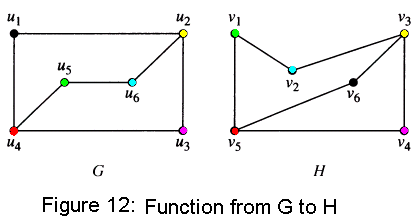 u1 u2 v1 v3
u5 u6 v2 v6
u4 u3 v5 v4
G H
Figure 12: Function from G to H